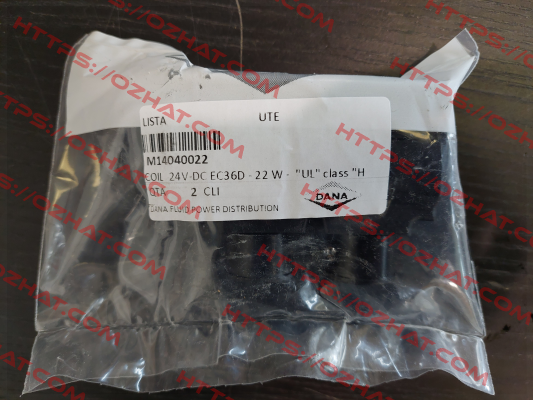 LISTA UTE
M14040022
COIL 24V-DC EC36D - 22 W - "UL" class "H
QTA 2 CLI
DANA
DANA FLUID POWER DISTRIBUTION
HTTPS://OZHAT.COM